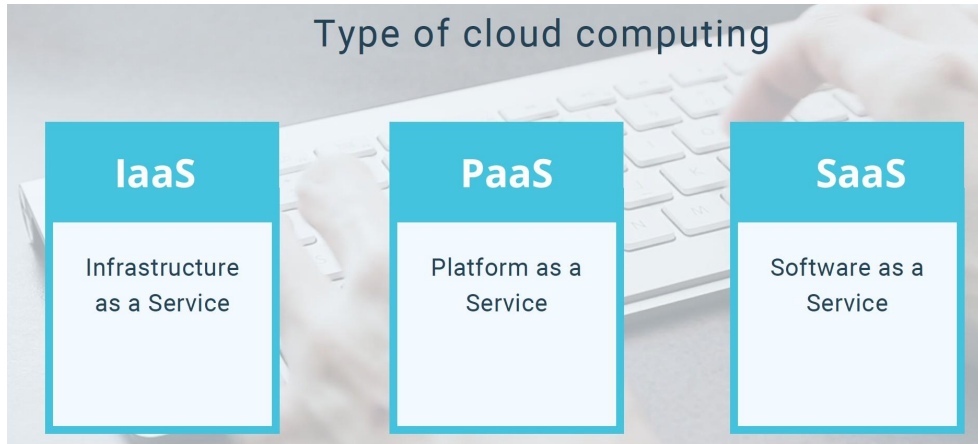 Type of cloud computing
IaaS
Infrastructure
as a Service
PaaS
Platform as a
Service
SaaS
Software as a
Service